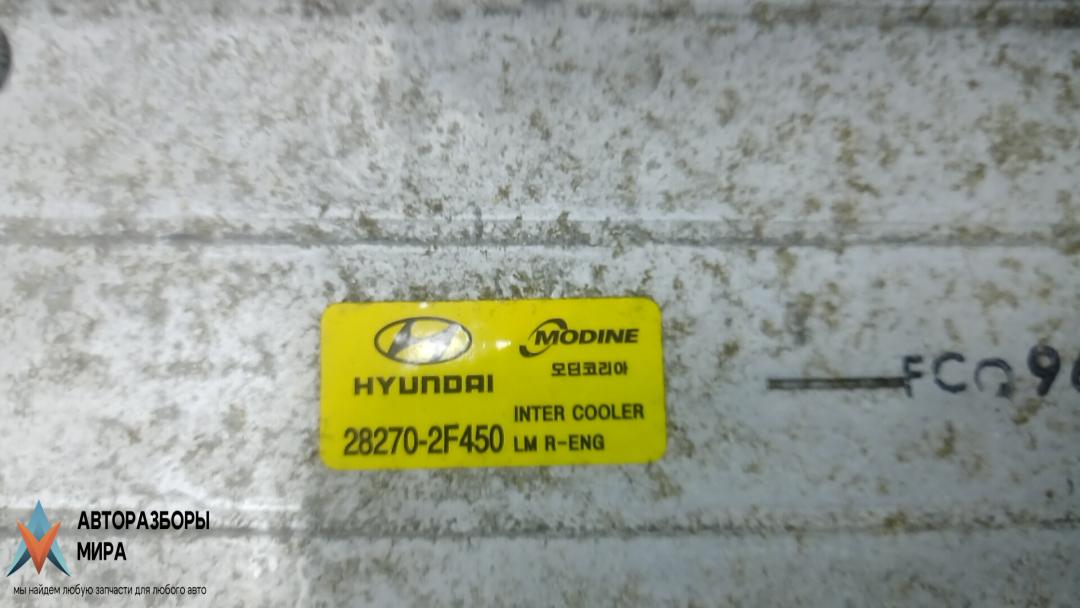 HYUNDAI
MODINE
모딘코리아
28270-2F450
INTER COOLER
LM R-ENG
АВТОРАЗБОРЫ
МИРА
мы найдем любую запчасти для любого авто